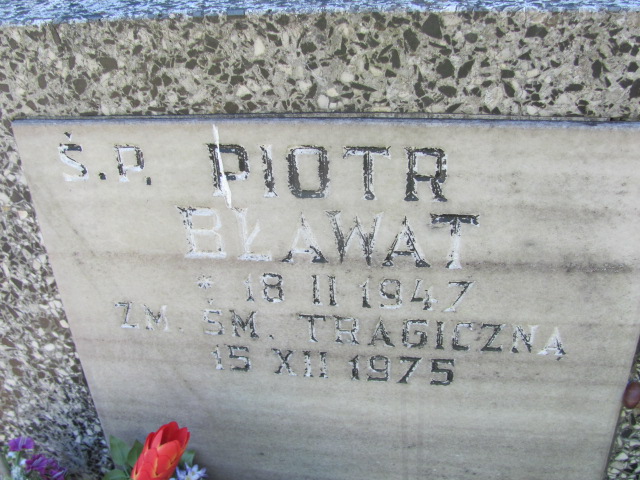 Ś.P. PIOTR
BŁAWAT
* 18 II 1947
ZM. ŚM. TRAGICZNĄ
15 XII 1975